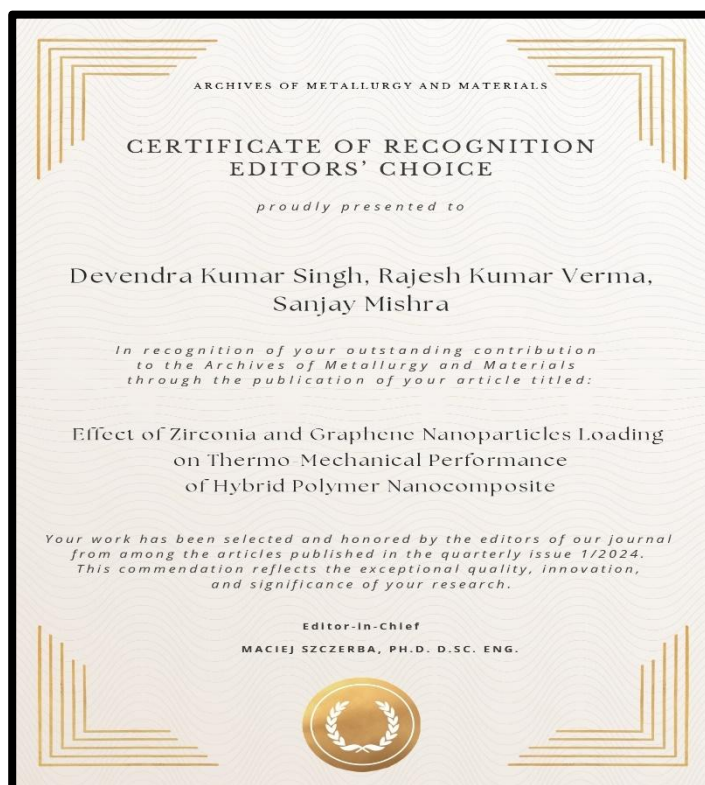 ARCHIVES OF METALLURGY AND MATERIALS
CERTIFICATE OF RECOGNITION
EDITORS' CHOICE
proudly presented to
Devendra Kumar Singh, Rajesh Kumar Verma,
Sanjay Mishra
In recognition of your outstanding contribution
to the Archives of Metallurgy and Materials
through the publication of your article titled:
Effect of Zirconia and Graphene Nanoparticles Loading
on Thermo-Mechanical Performance
of Hybrid Polymer Nanocomposite
Your work has been selected and honored by the editors of our journal
from among the articles published in the quarterly issue 1/2024.
This commendation reflects the exceptional quality, innovation,
and significance of your research.
Editor-in-Chief
MACIEJ SZCZERBA, PH.D. D.SC. ENG.